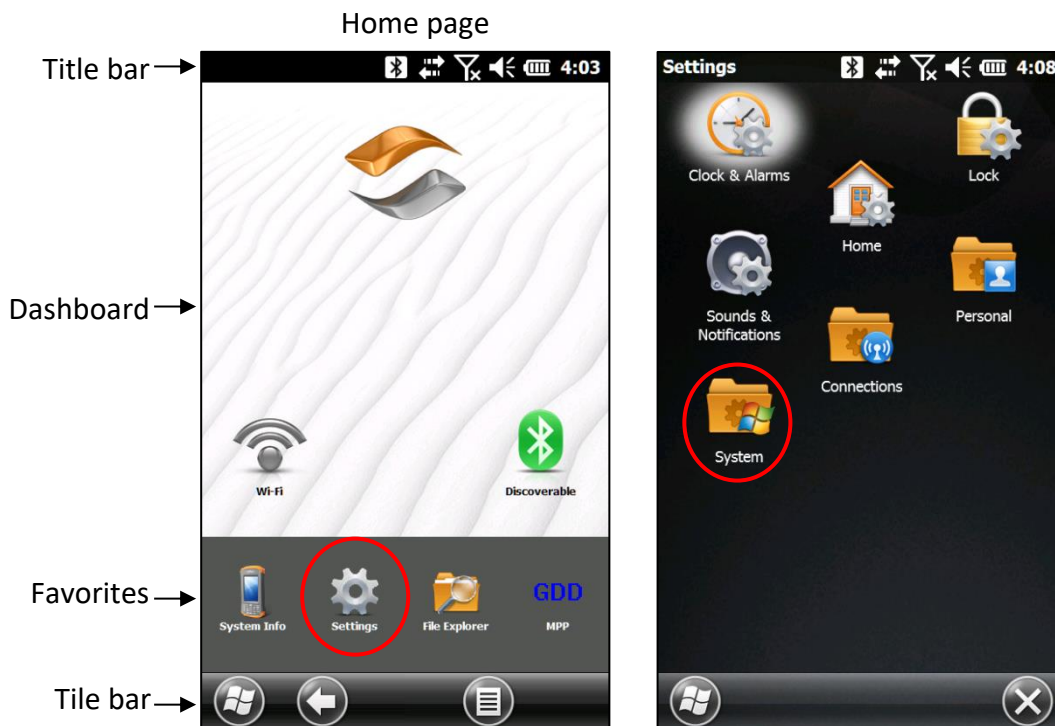 Home page
Title bar
4:03
Dashboard
Wi-Fi
Discoverable
Favorites
GDD
System Info
Settings
File Explorer
MPP
Tile bar
Settings
4:08
Clock & Alarms
Lock
Home
Sounds &
Notifications
Personal
Connections
System